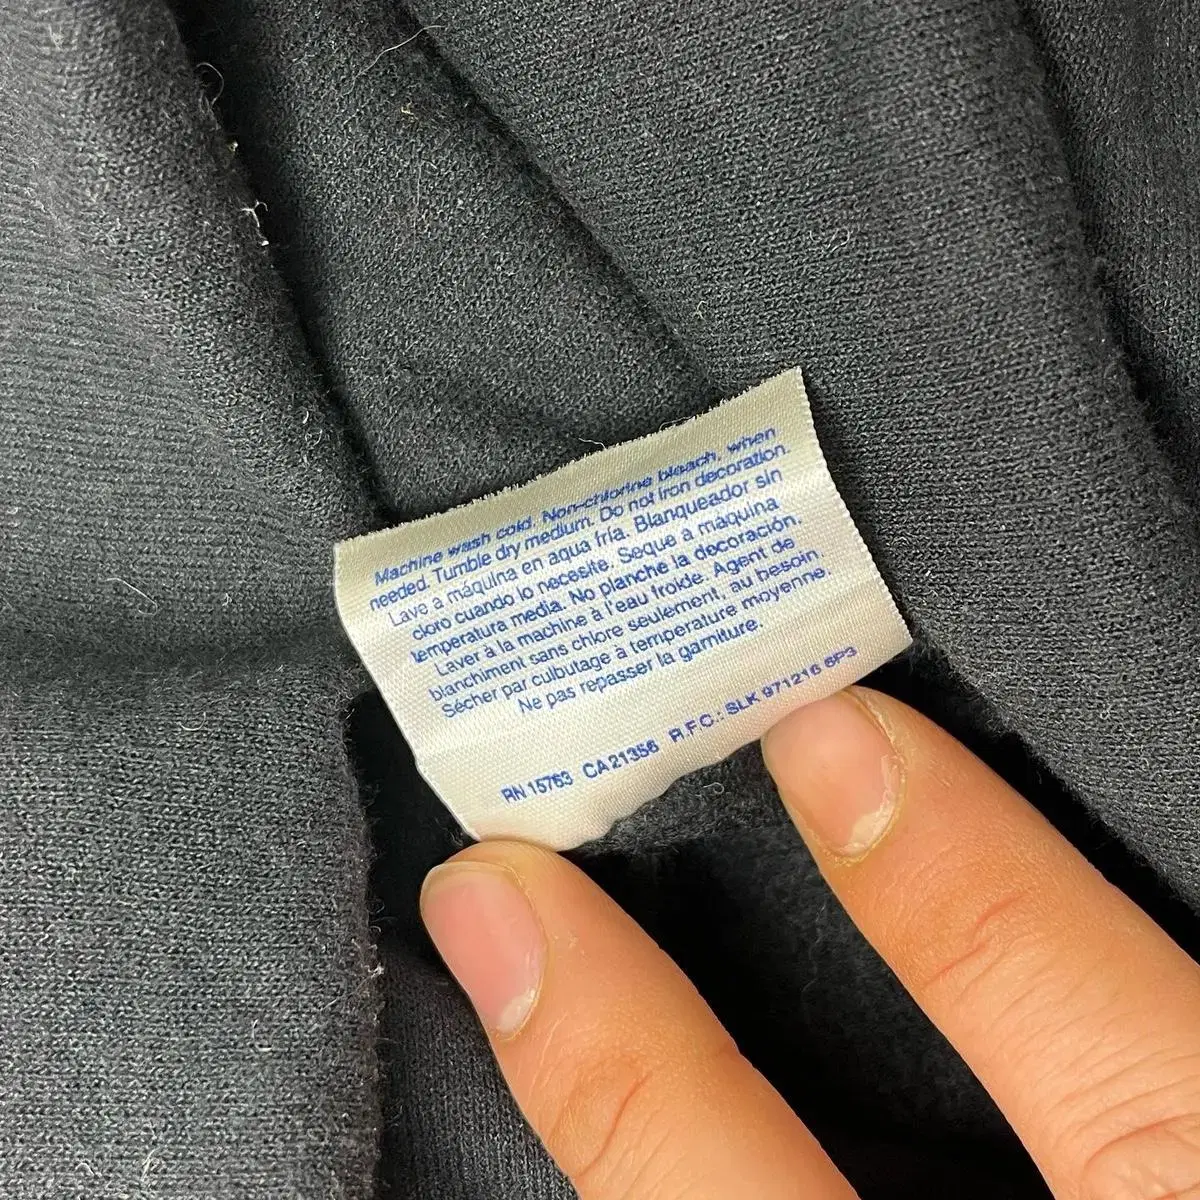 Machine wash cold. Non-chlorine bleach, when
needed. Tumble dry medium. Do not iron decoration.
Lave a máquina en aqua fría. Blanqueador sin
cloro cuando lo necesite. Seque a máquina
temperatura media. No planche la decoración.
Laver à la machine à l'eau froide. Agent de
blanchiment sans chlore seulement, au besoin.
Sécher par culbutage à temperature moyenne.
Ne pas repasser la garniture.
RN 15763 CA 21356 R.F.C.: SLK 971216 6P3